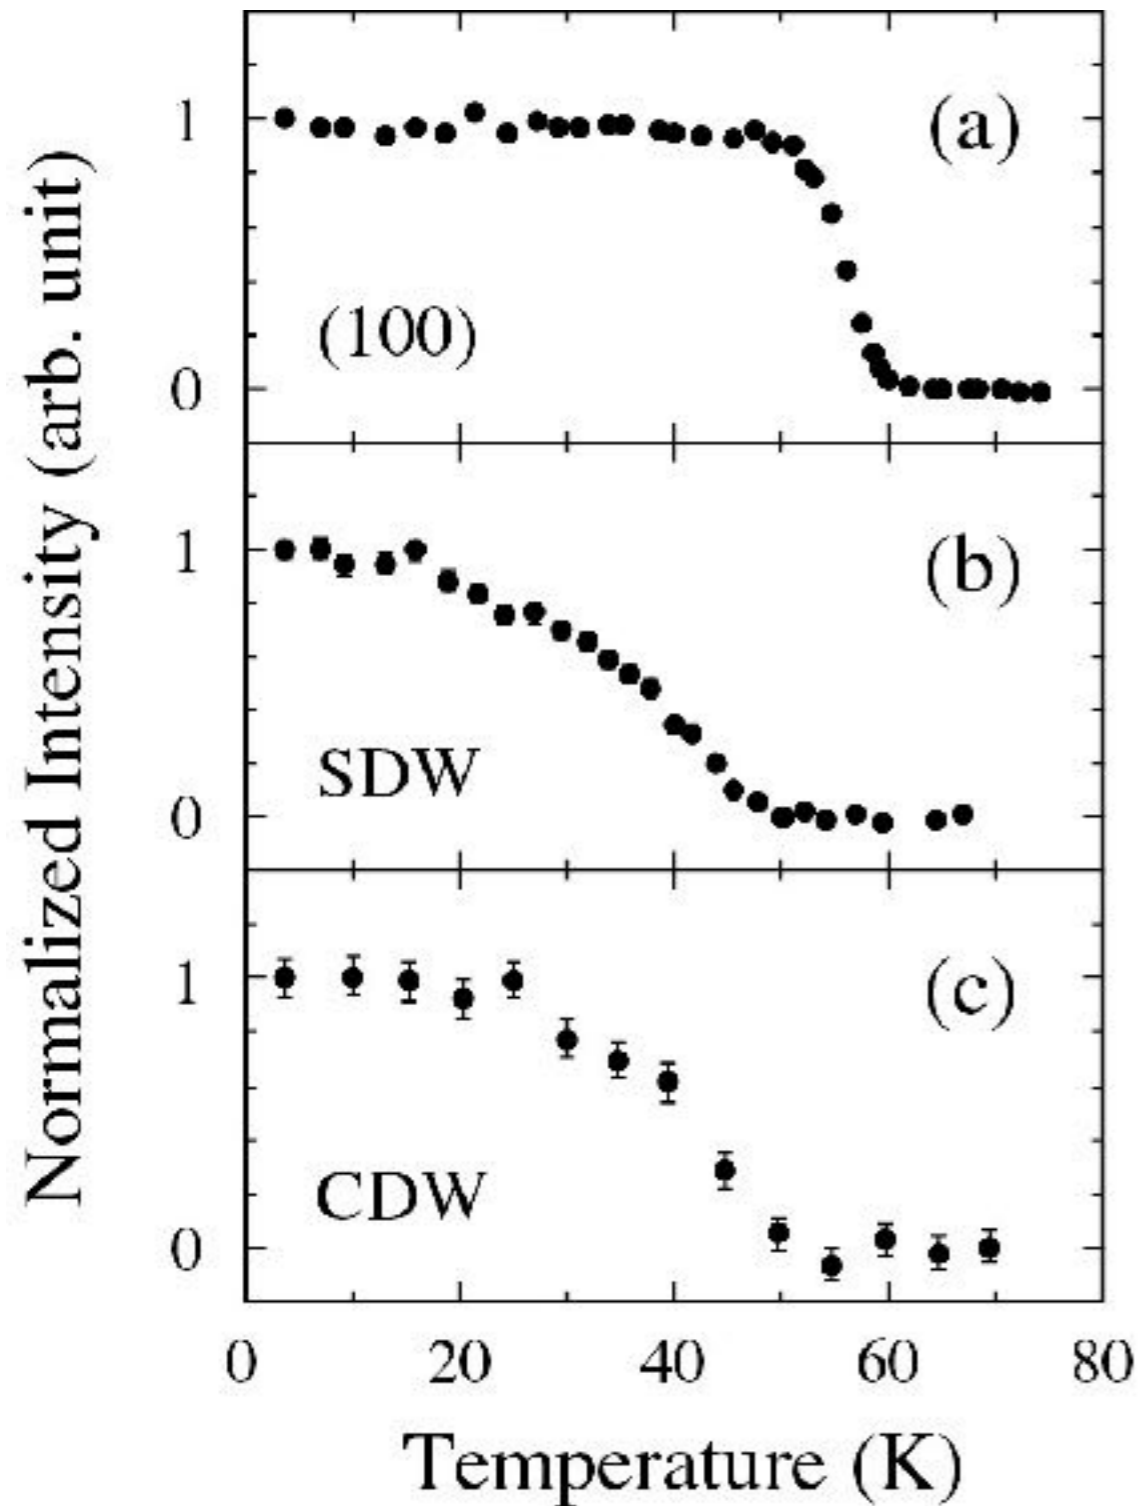 Normalized Intensity (arb. unit)
1
(a)
(100)
0
1
(b)
SDW
0
1
(c)
CDW
0
0 20 40 60 80
Temperature (K)